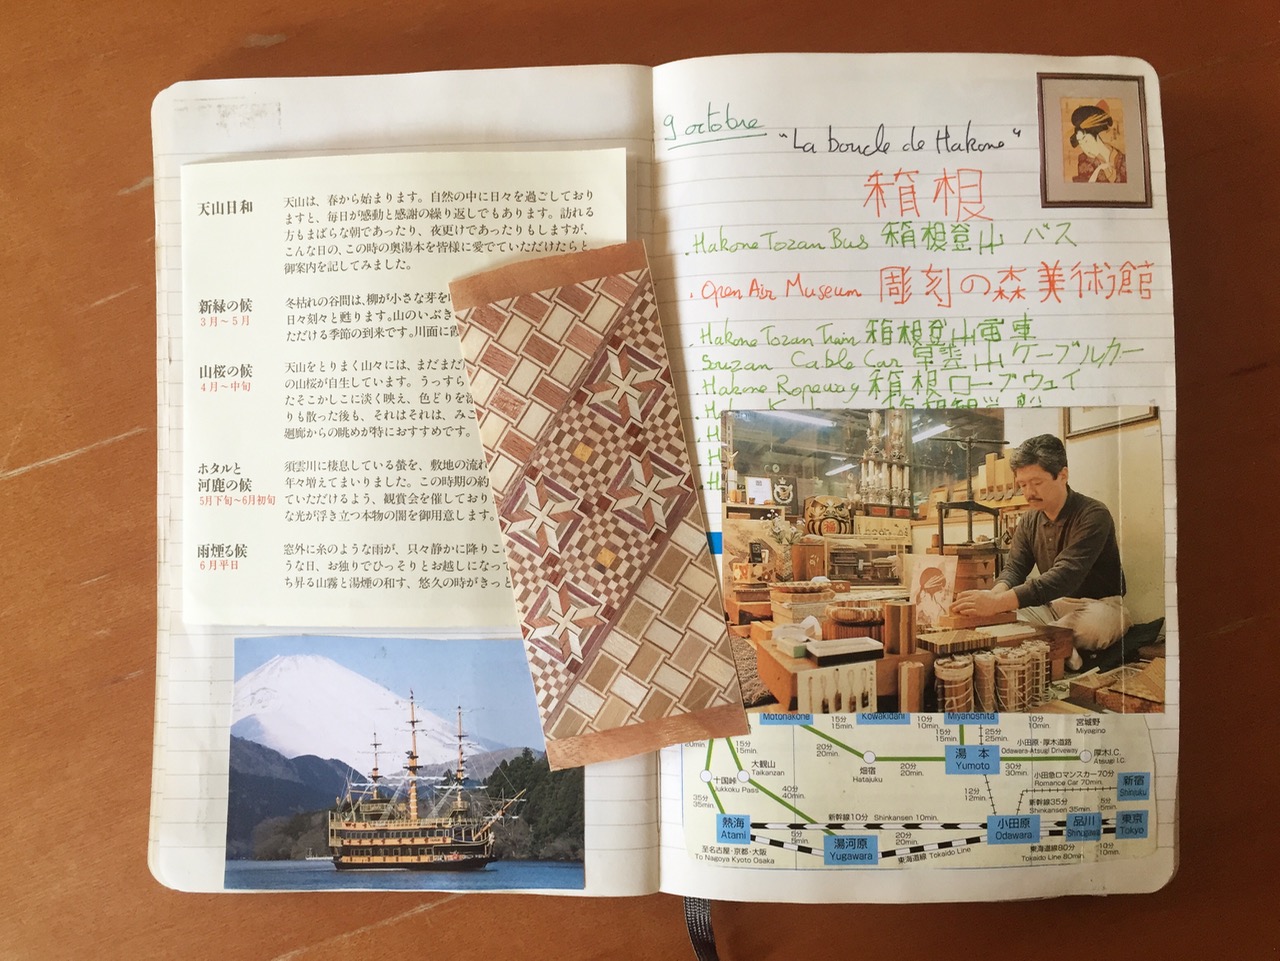 天山日和
天山は、春から始まります。自然の中に日々を過ごしており
ますと、毎日が感動と感謝の繰り返しでもあります。訪れる
方もまばらな朝であったり、夜更けであったりもしますが、
こんな日の、この時の奥湯本を皆様に愛でていただけたらと
御案内を記してみました。
新緑の候
3月〜5月
冬枯れの谷間は、柳が小さな芽を
日々刻々と甦ります。山のいぶき
ただける季節の到来です。川面に
山桜の候
4月〜中旬
天山をとりまく山々には、まだまだ
の山桜が自生しています。うっすら
たそこかしこに淡く映え、色どりを
りも散った後も、それはそれは、みご
廻廊からの眺めが特におすすめです。
ホタルと
河鹿の候
5月下旬〜6月初旬
須雲川に棲息している螢を、敷地の流れ
年々増えてまいりました。この時期の約
ていただけるよう、観賞会を催しており
な光が浮き立つ本物の闇を御用意します。
雨煙る候
6月平日
窓外に糸のような雨が、只々静かに降りこ
うな日、お独りでひっそりとお越しになっ
ち昇る山霧と湯煙の和す、悠久の時がきっと
9 octobre
"La boucle de Hakone"
箱根
. Hakone Tozan Bus 箱根登山 バス
. Open Air Museum 彫刻の森美術館
. Hakone Tozan Train 箱根登山電車
Souzan Cable Car 早雲山 ケーブルカー
Hakone Ropeway 箱根 ロープウェイ
Motohakone
Kowakidani
Miyanoshita
15分
15min.
10分
10min.
25分
25min.
10分
10min.
宮城野
Miyagino
20min.
15分
15min.
20分
20min.
畑宿
Hatajuku
20分
20min.
湯本
Yumoto
小田原・厚木道路
Odawara-Atsugi Driveway
30分
30min.
厚木I.C.
Atsugi I.C.
大観山
Taikanzan
十国峠
Jukkoku Pass
40分
40min.
35分
35min.
12分
12min.
小田急ロマンスカー70分
Romance Car 70min.
新宿
Shinjuku
新幹線35分
Shinkansen 35min.
5分
5min.
熱海
Atami
新幹線10分 Shinkansen 10min.
小田原
Odawara
品川
Shinagawa
東京
Tokyo
5分
5min.
湯河原
Yugawara
20分
20min.
東海道線 Tokaido Line
東海道線80分
Tokaido Line 80min.
10分
10min.
至名古屋・京都・大阪
To Nagoya Kyoto Osaka